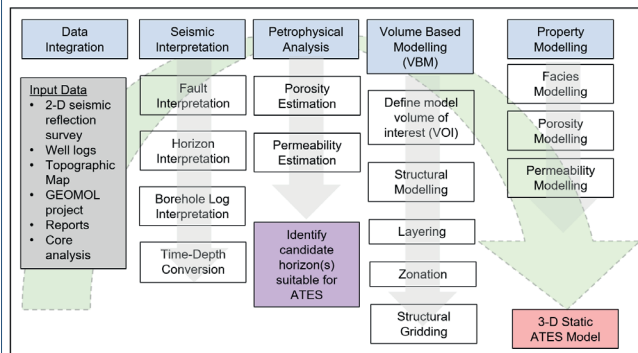 Data
Integration
Input Data
• 2-D seismic
reflection
survey
• Well logs
• Topographic
Map
• GEOMOL
project
• Reports
• Core
analysis
Seismic
Interpretation
Fault
Interpretation
Horizon
Interpretation
Borehole Log
Interpretation
Time-Depth
Conversion
Petrophysical
Analysis
Porosity
Estimation
Permeability
Estimation
Identify
candidate
horizon(s)
suitable for
ATES
Volume Based
Modelling
(VBM)
Define model
volume of
interest (VOI)
Structural
Modelling
Layering
Zonation
Structural
Gridding
Property
Modelling
Facies
Modelling
Porosity
Modelling
Permeability
Modelling
3-D Static
ATES Model